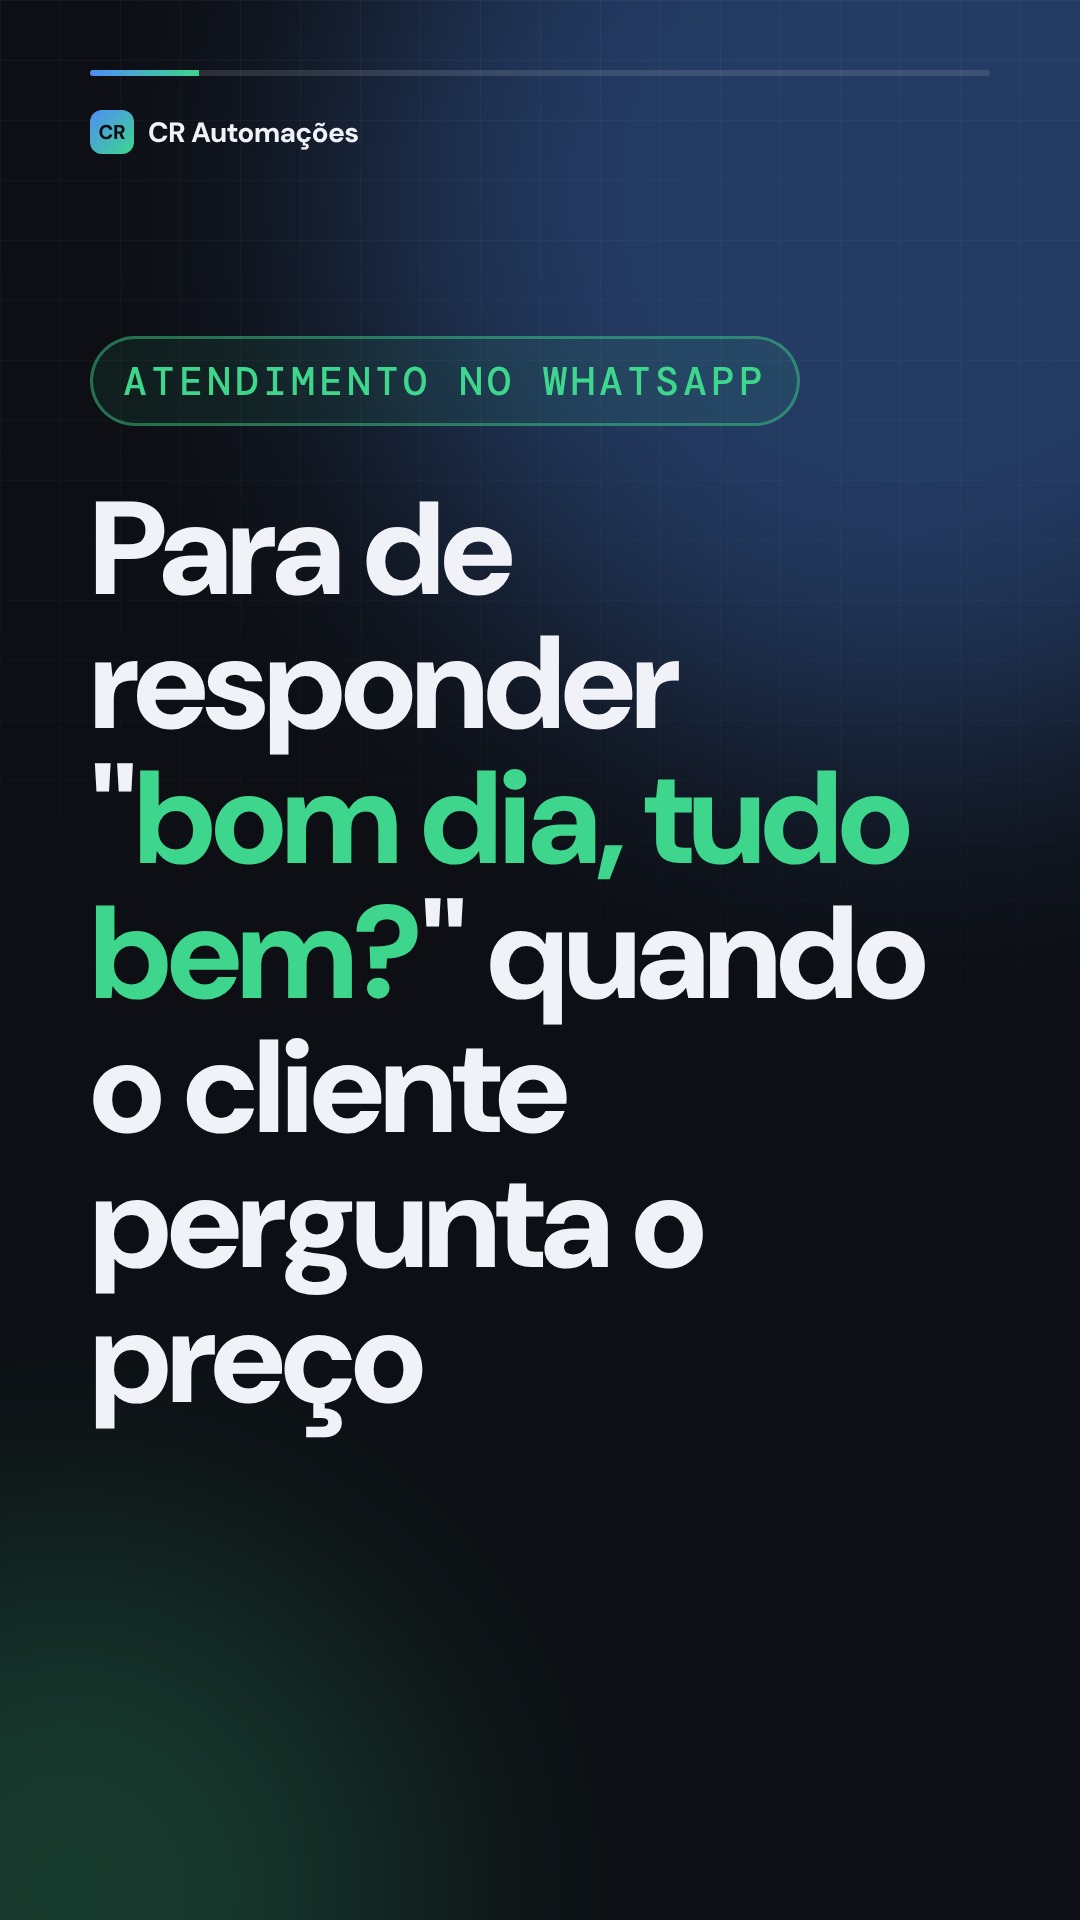 CR CR Automações
ATENDIMENTO NO WHATSAPP
Para de
responder
"bom dia, tudo
bem?" quando
o cliente
pergunta o
preço